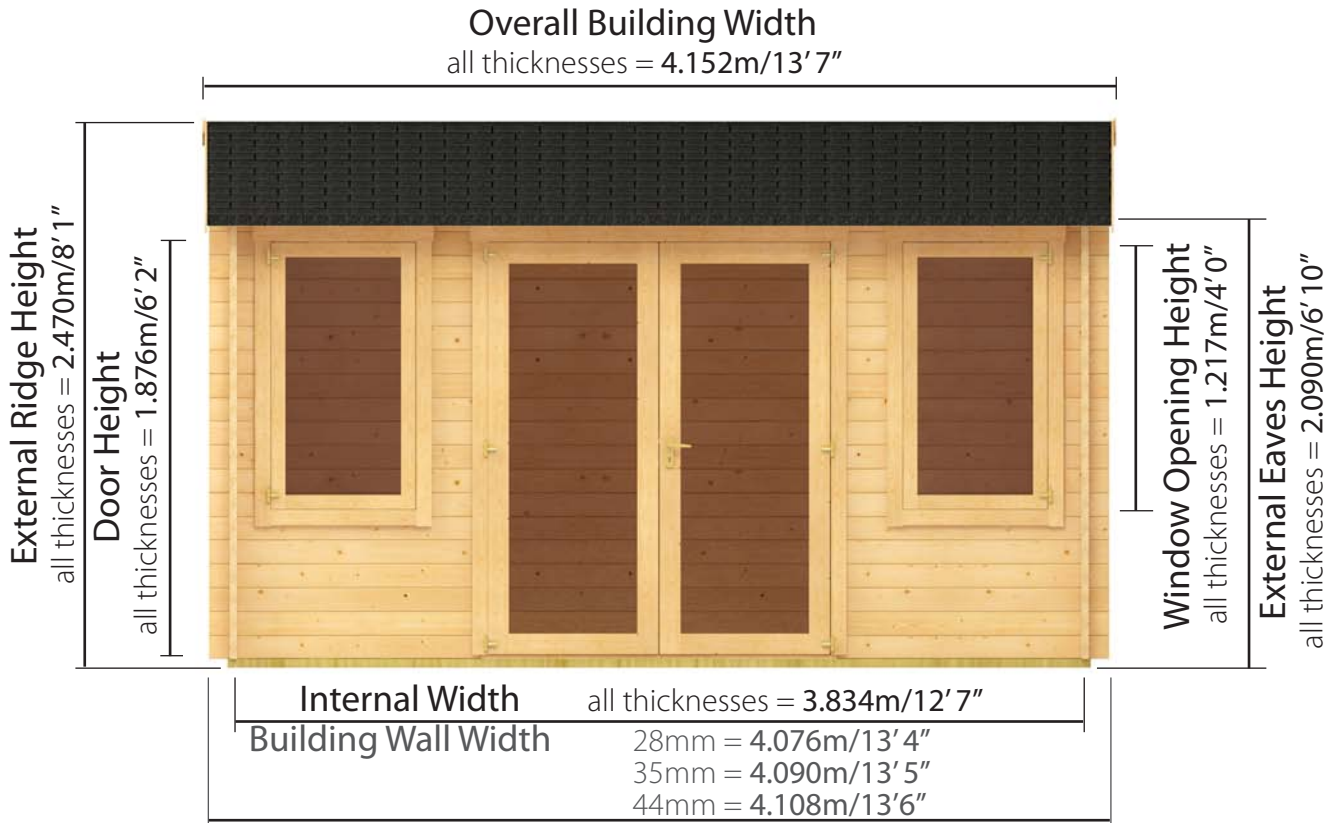 Overall Building Width
all thicknesses = 4.152m/13’7”
External Ridge Height
all thicknesses = 2.470m/8’1”
Door Height
all thicknesses = 1.876m/6’2”
Window Opening Height
all thicknesses = 1.217m/4’0”
External Eaves Height
all thicknesses = 2.090m/6’10”
Internal Width all thicknesses = 3.834m/12’7”
Building Wall Width 28mm = 4.076m/13’4”
35mm = 4.090m/13’5”
44mm = 4.108m/13’6”